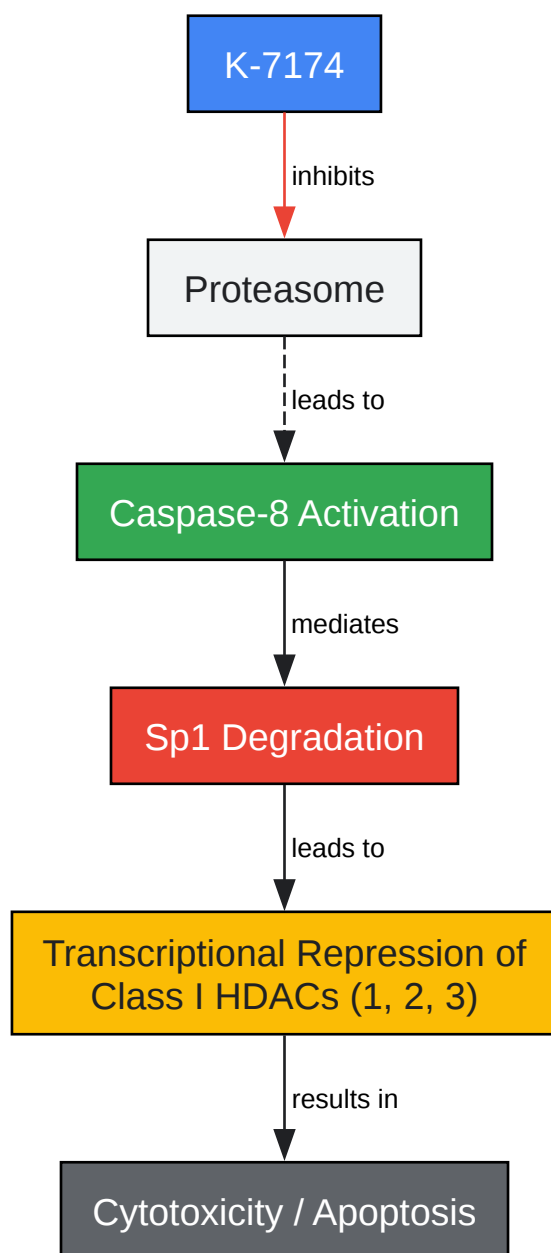 K-7174
inhibits
Proteasome
leads to
Caspase-8 Activation
mediates
Sp1 Degradation
leads to
Transcriptional Repression of
Class I HDACs (1, 2, 3)
results in
Cytotoxicity / Apoptosis